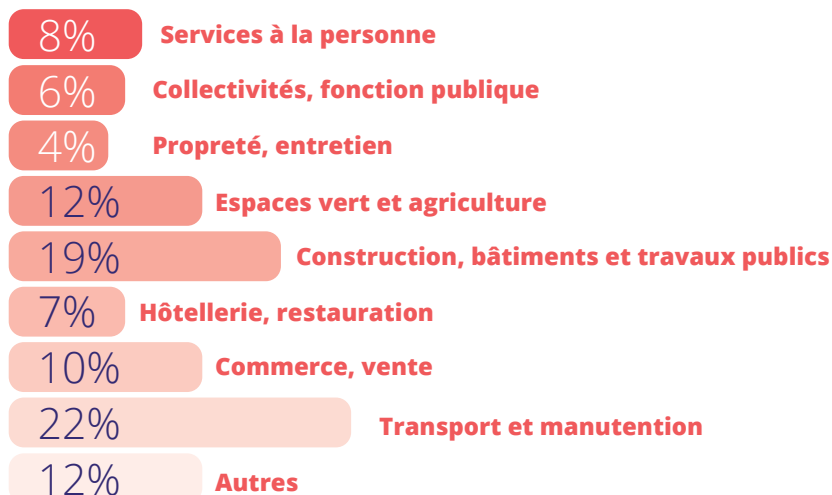 8% Services à la personne
6% Collectivités, fonction publique
4% Propreté, entretien
12% Espaces vert et agriculture
19% Construction, bâtiments et travaux publics
7% Hôtellerie, restauration
10% Commerce, vente
22% Transport et manutention
12% Autres